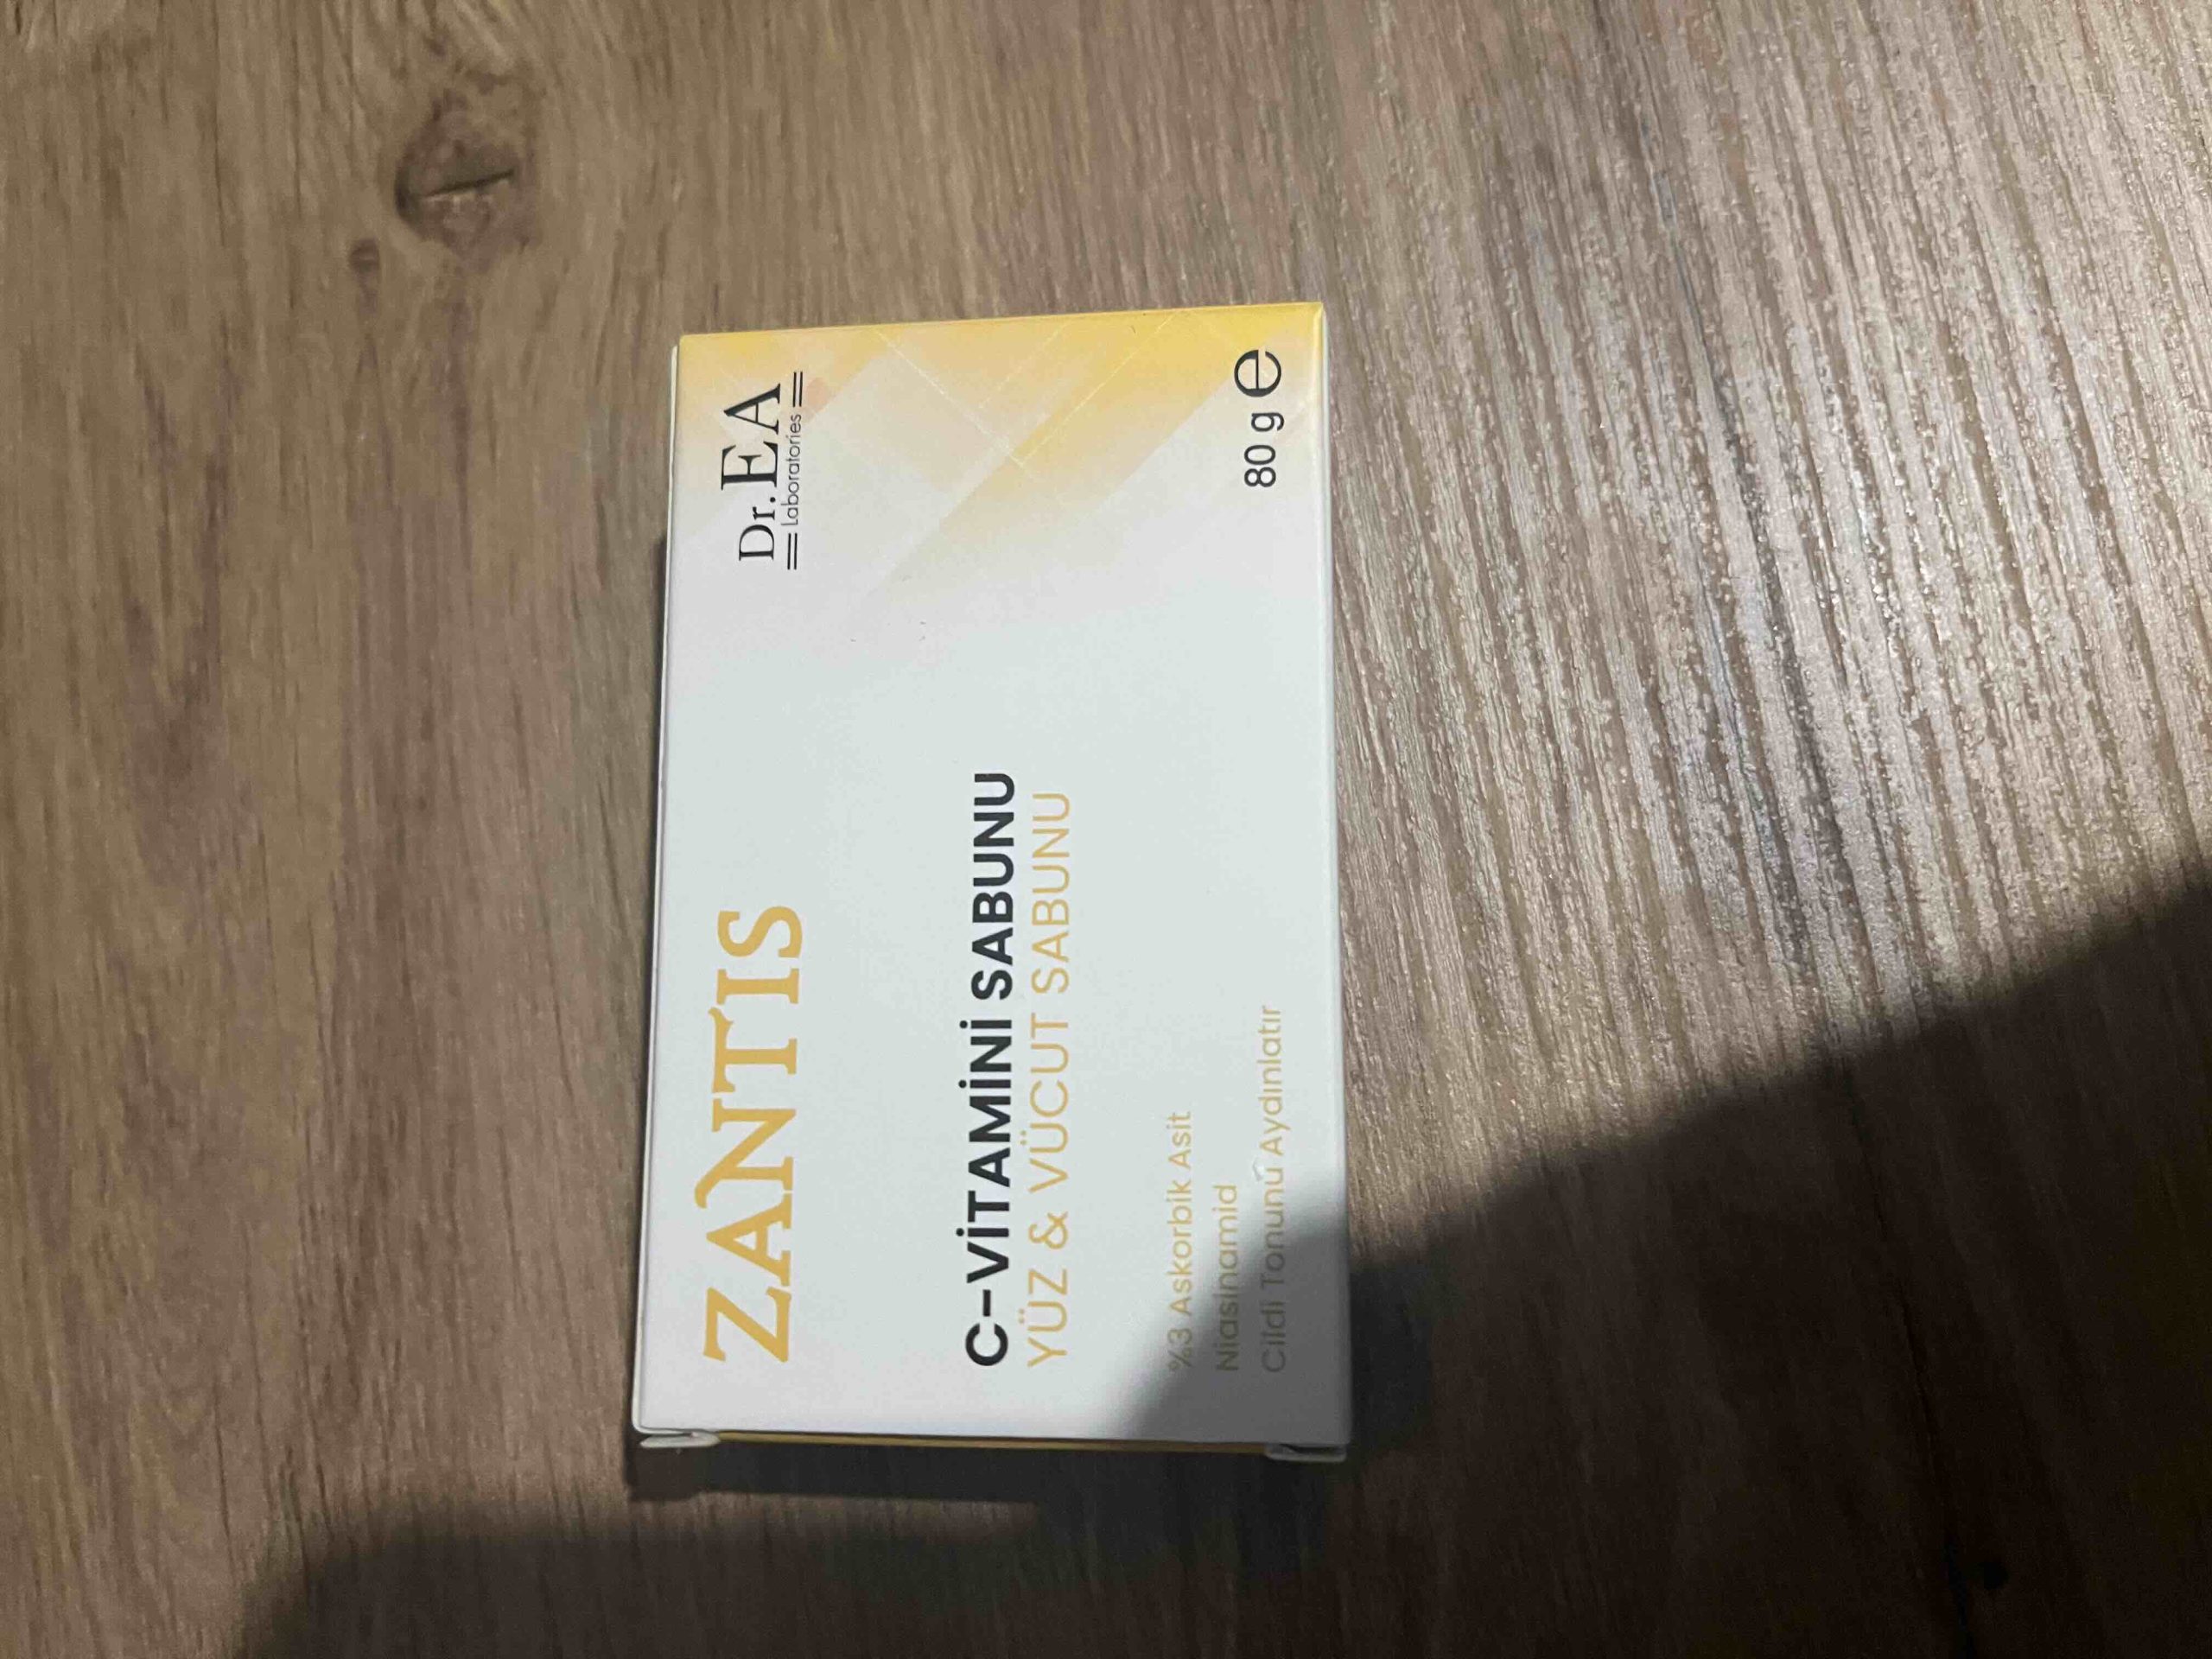 ZANTIS
Dr.EA
Laboratories
C-VİTAMİNİ SABUNU
YÜZ & VÜCUT SABUNU
%3 Askorbik Asit
Niasinamid
Cildi Tonunu Aydınlatır
80 g ℮